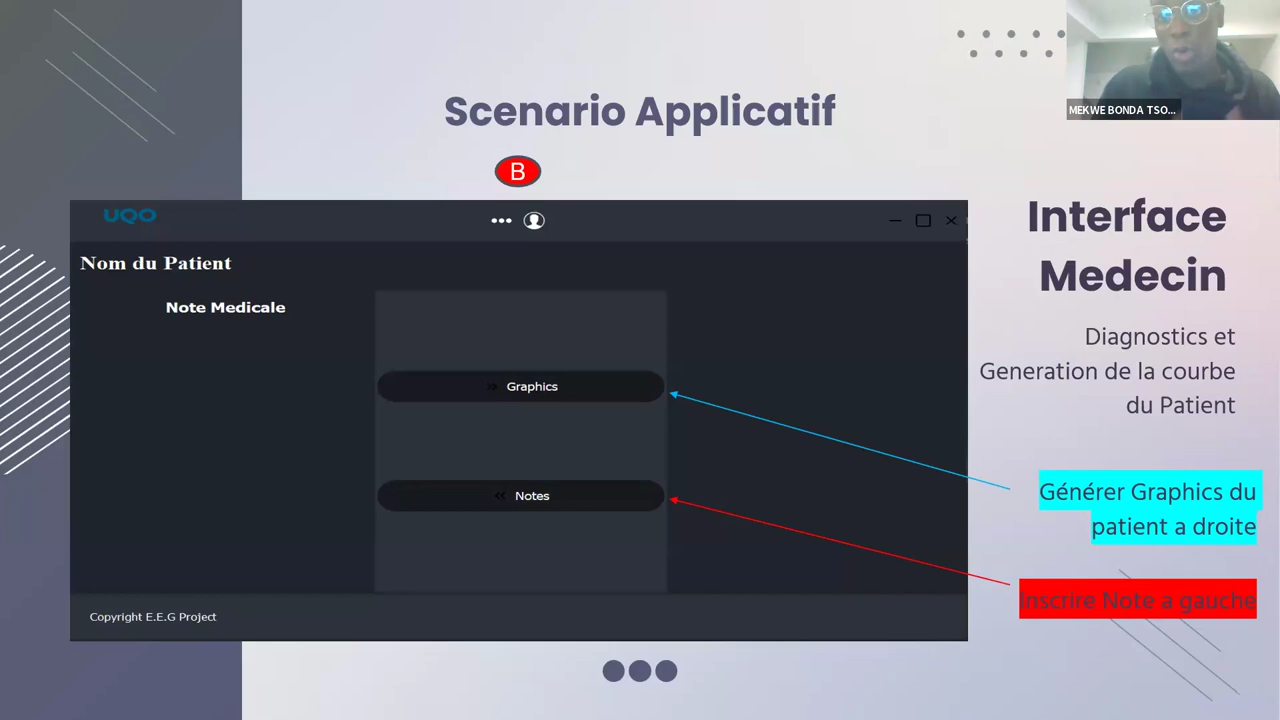 MEKWE BONDA TSO...
Scenario Applicatif
B
UQO
Nom du Patient
Note Medicale
» Graphics
« Notes
Copyright E.E.G Project
Interface
Medecin
Diagnostics et
Generation de la courbe
du Patient
Générer Graphics du
patient a droite
Inscrire Note a gauche